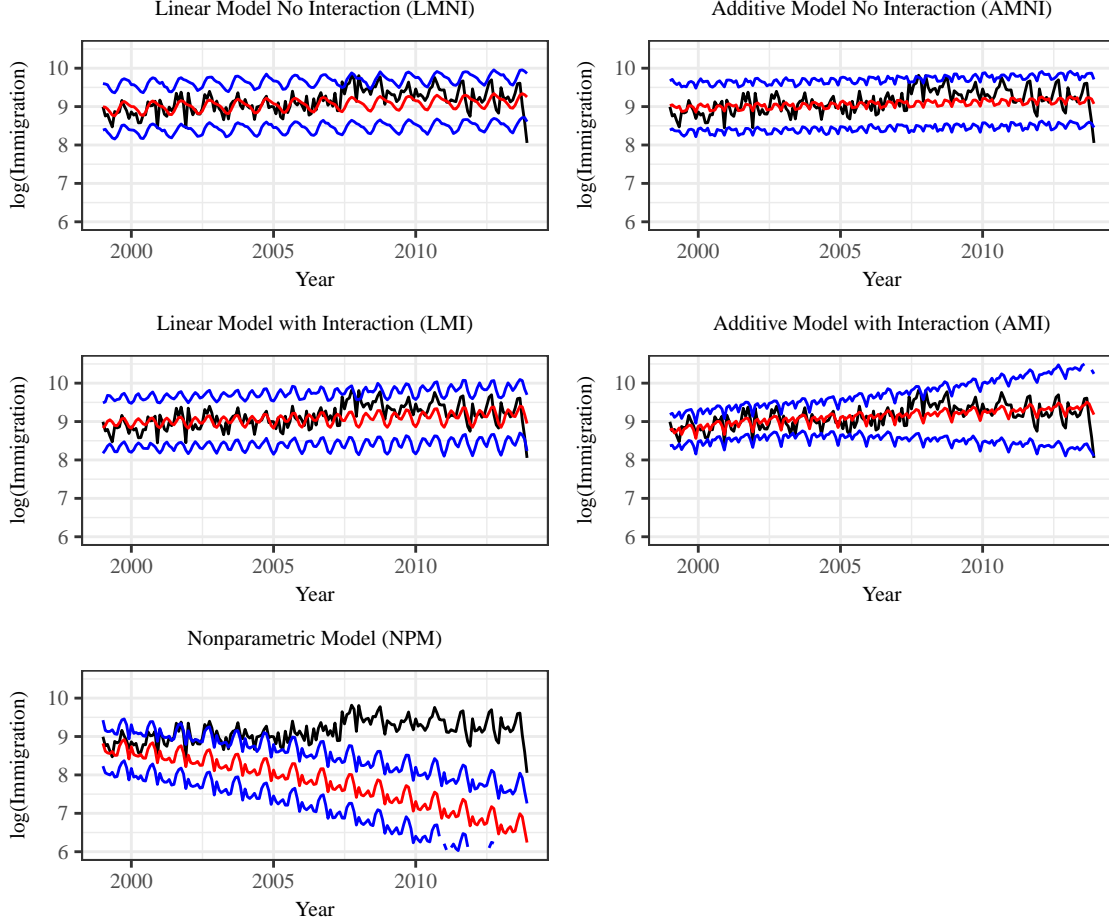 Linear Model No Interaction (LMNI)
log(Immigration)
10
9
8
7
6
2000 2005 2010
Year
Additive Model No Interaction (AMNI)
log(Immigration)
10
9
8
7
6
2000 2005 2010
Year
Linear Model with Interaction (LMI)
log(Immigration)
10
9
8
7
6
2000 2005 2010
Year
Additive Model with Interaction (AMI)
log(Immigration)
10
9
8
7
6
2000 2005 2010
Year
Nonparametric Model (NPM)
log(Immigration)
10
9
8
7
6
2000 2005 2010
Year